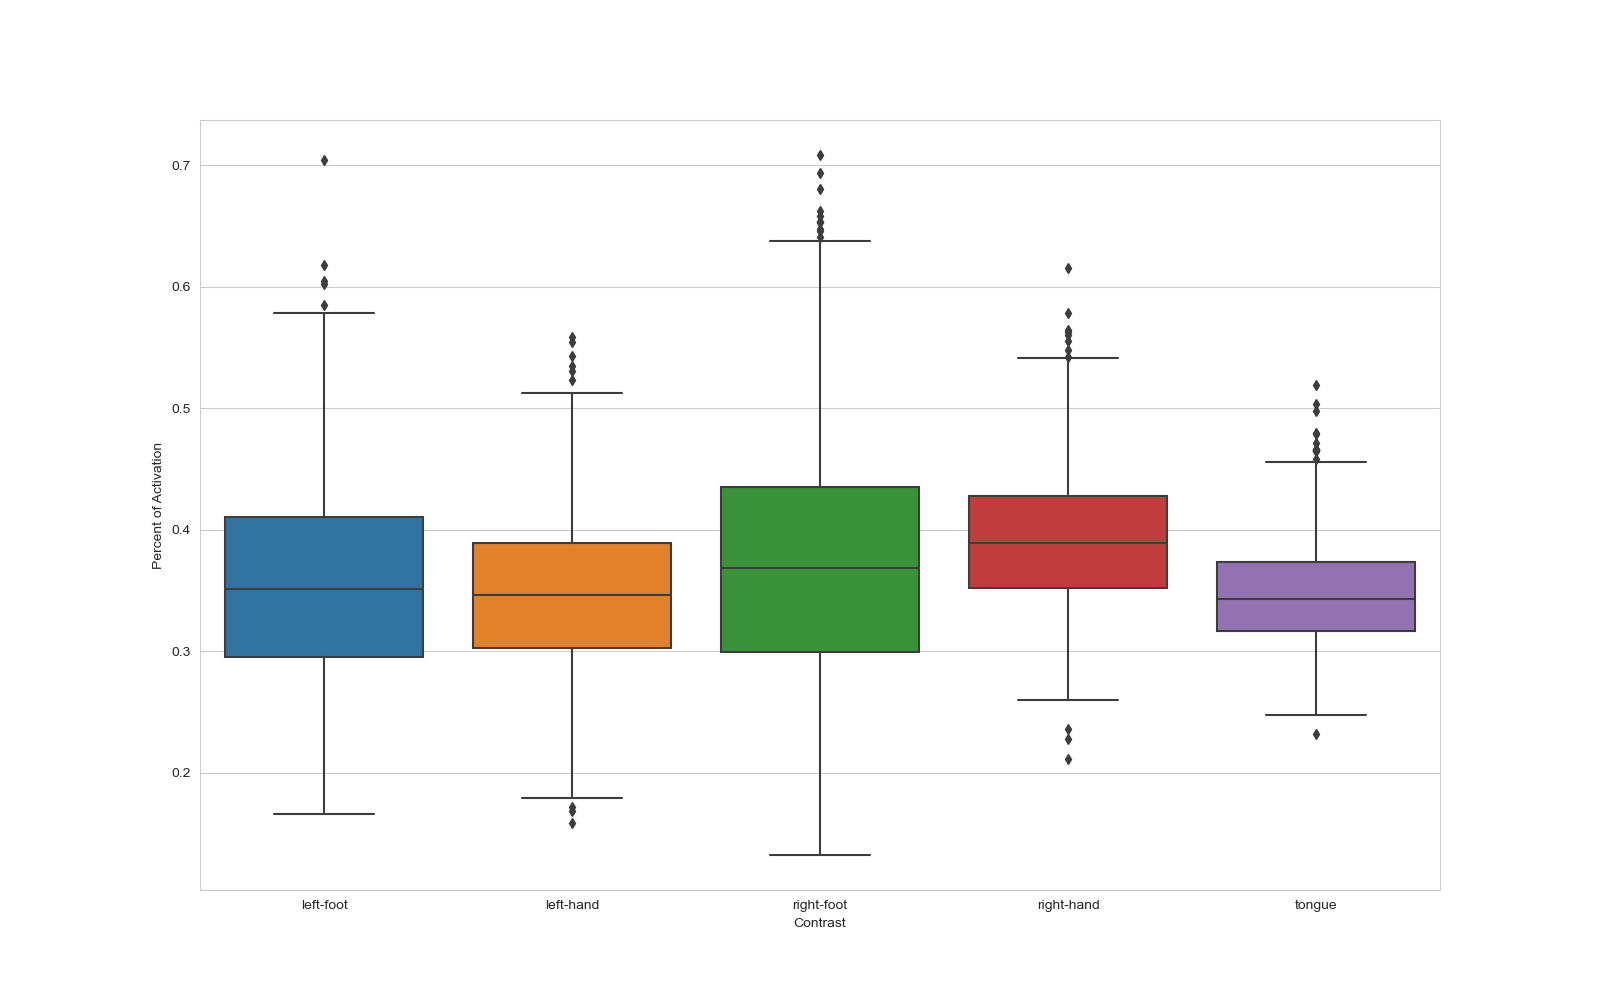 0.7
0.6
0.5
0.4
0.3
0.2
Percent of Activation
left-foot
left-hand
right-foot
right-hand
tongue
Contrast